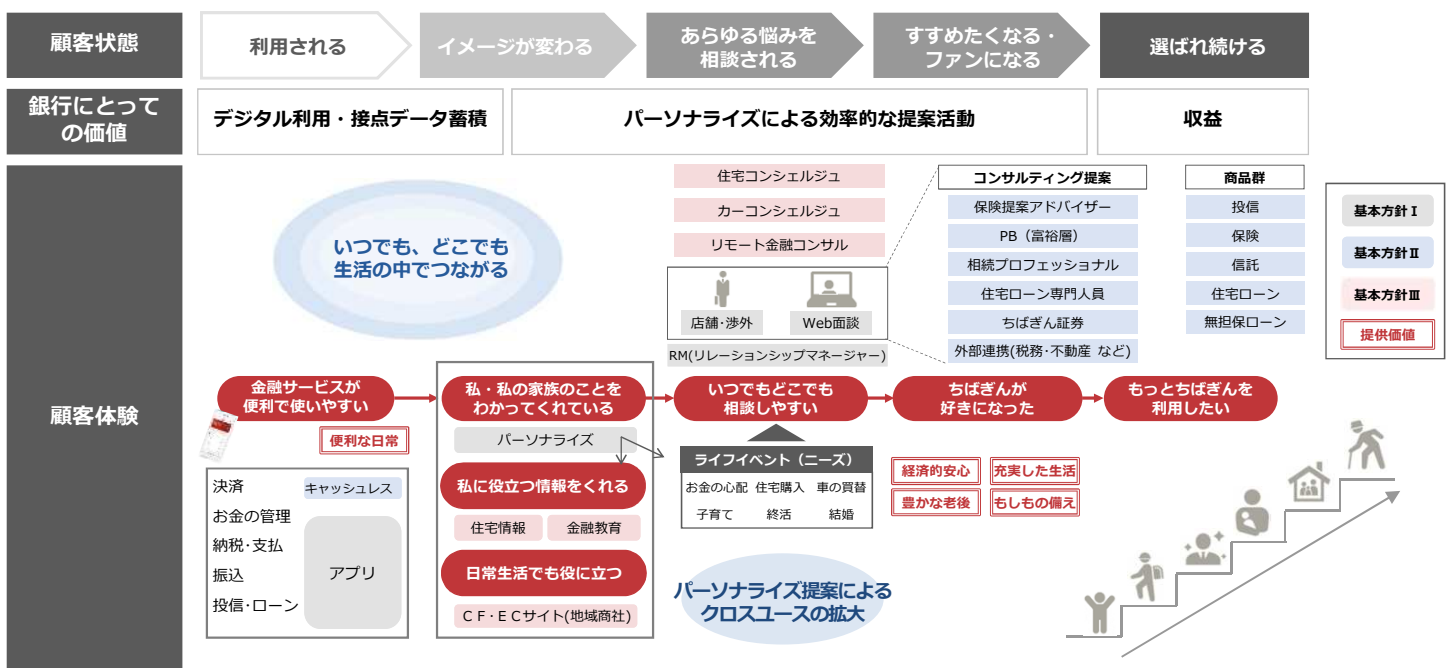 顧客状態
利用される
イメージが変わる
あらゆる悩みを
相談される
すすめたくなる・
ファンになる
選ばれ続ける
銀行にとって
の価値
デジタル利用・接点データ蓄積
パーソナライズによる効率的な提案活動
収益
顧客体験
いつでも、どこでも
生活の中でつながる
住宅コンシェルジュ
カーコンシェルジュ
リモート金融コンサル
店舗・渉外
Web面談
RM(リレーションシップマネージャー)
コンサルティング提案
保険提案アドバイザー
PB（富裕層）
相続プロフェッショナル
住宅ローン専門人員
ちばぎん証券
外部連携(税務・不動産 など)
商品群
投信
保険
信託
住宅ローン
無担保ローン
基本方針Ⅰ
基本方針Ⅱ
基本方針Ⅲ
提供価値
金融サービスが
便利で使いやすい
私・私の家族のことを
わかってくれている
いつでもどこでも
相談しやすい
ちばぎんが
好きになった
もっとちばぎんを
利用したい
便利な日常
決済
キャッシュレス
お金の管理
納税・支払
振込
投信・ローン
アプリ
パーソナライズ
私に役立つ情報をくれる
住宅情報
金融教育
日常生活でも役に立つ
ＣＦ・ＥＣサイト(地域商社)
ライフイベント（ニーズ）
お金の心配 住宅購入 車の買替
子育て 終活 結婚
経済的安心
充実した生活
豊かな老後
もしもの備え
パーソナライズ提案による
クロスユースの拡大